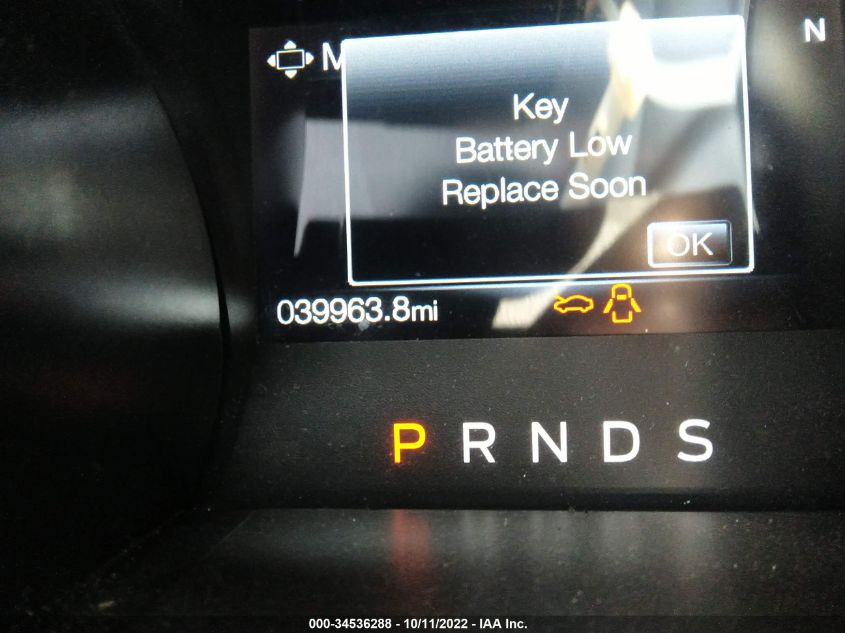 N
M
Key
Battery Low
Replace Soon
OK
039963.8mi
P R N D S
000-34536288 - 10/11/2022 - IAA Inc.